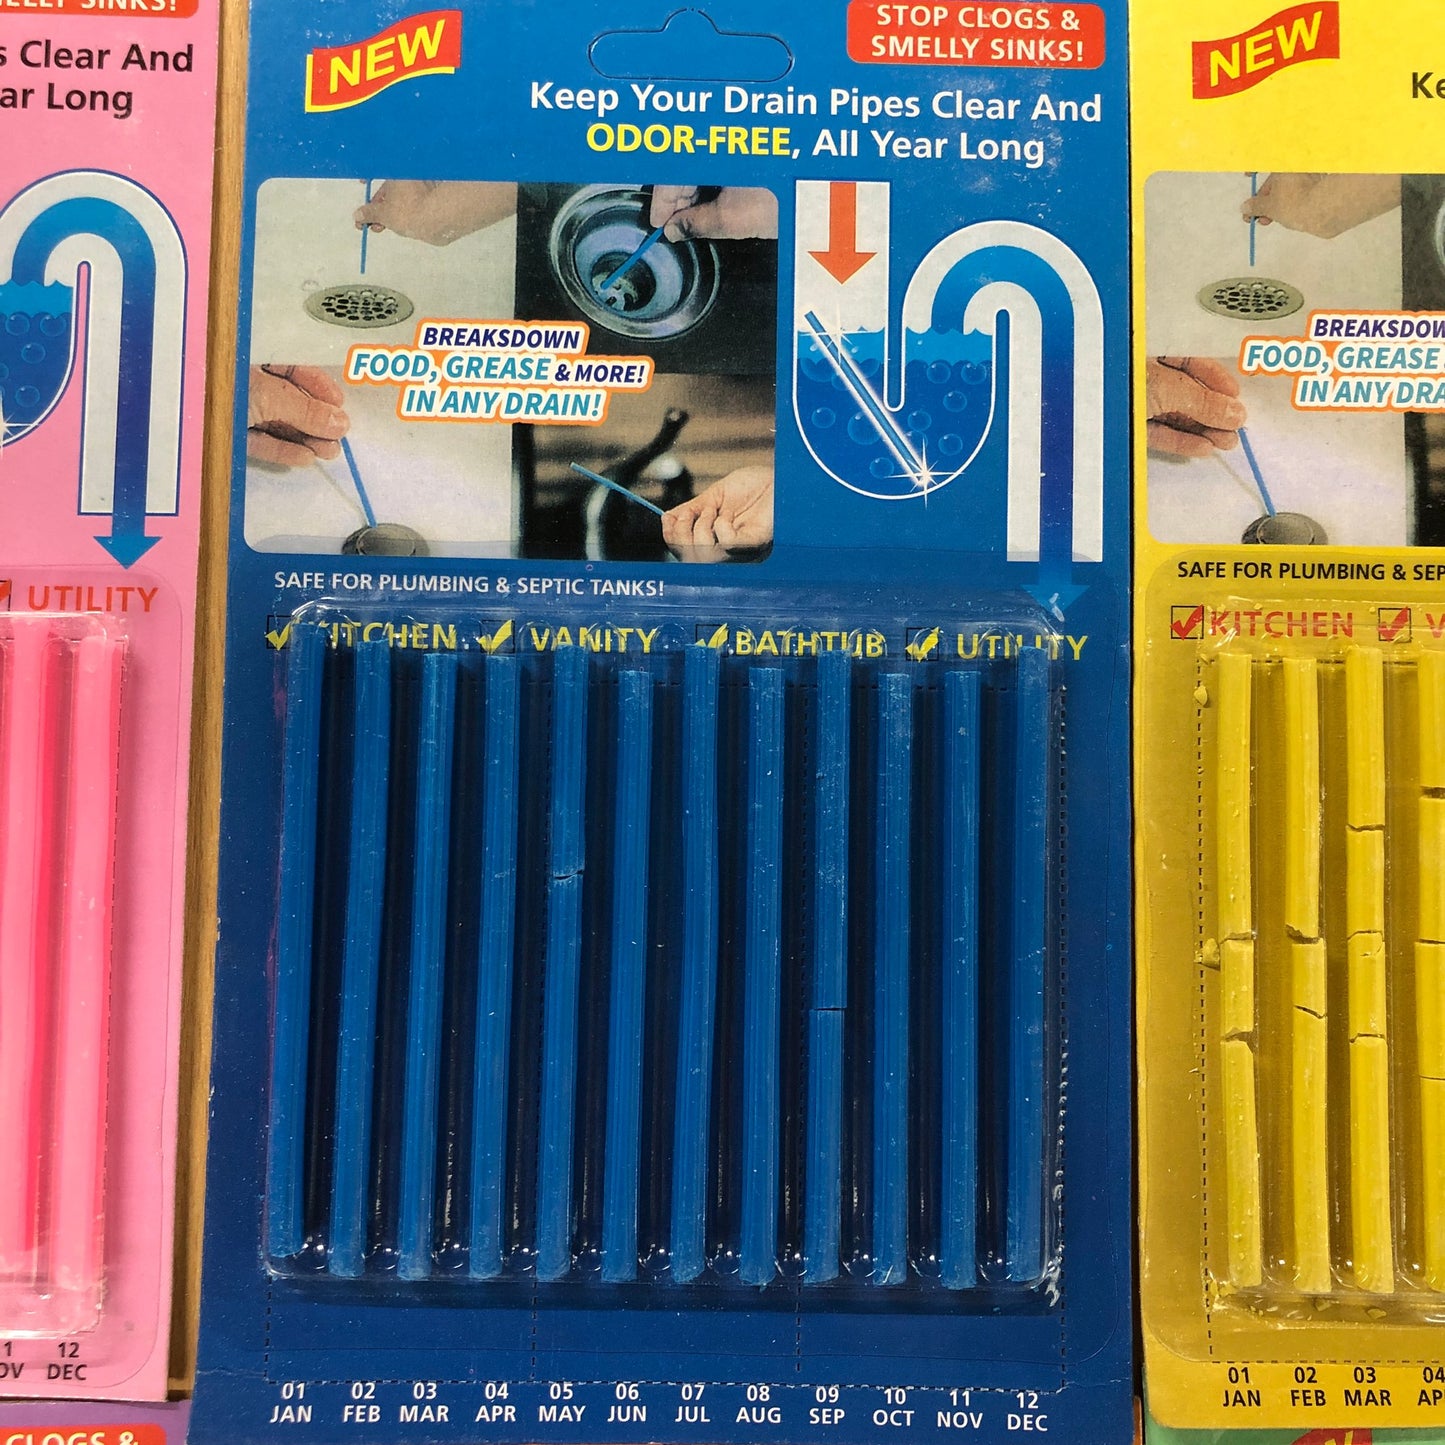 ELLY SINKS!
s Clear And
ar Long
UTILITY
1 12
OV DEC
CLOGS &
NEW
STOP CLOGS &
SMELLY SINKS!
Keep Your Drain Pipes Clear And
ODOR-FREE, All Year Long
BREAKSDOWN
FOOD, GREASE & MORE!
IN ANY DRAIN!
SAFE FOR PLUMBING & SEPTIC TANKS!
KITCHEN VANITY BATHTUB UTILITY
01 02 03 04 05 06 07 08 09 10 11 12
JAN FEB MAR APR MAY JUN JUL AUG SEP OCT NOV DEC
NEW
Ke
BREAKSDOW
FOOD, GREASE
IN ANY DRA
SAFE FOR PLUMBING & SEP
KITCHEN V
01 02 03 04
JAN FEB MAR AP